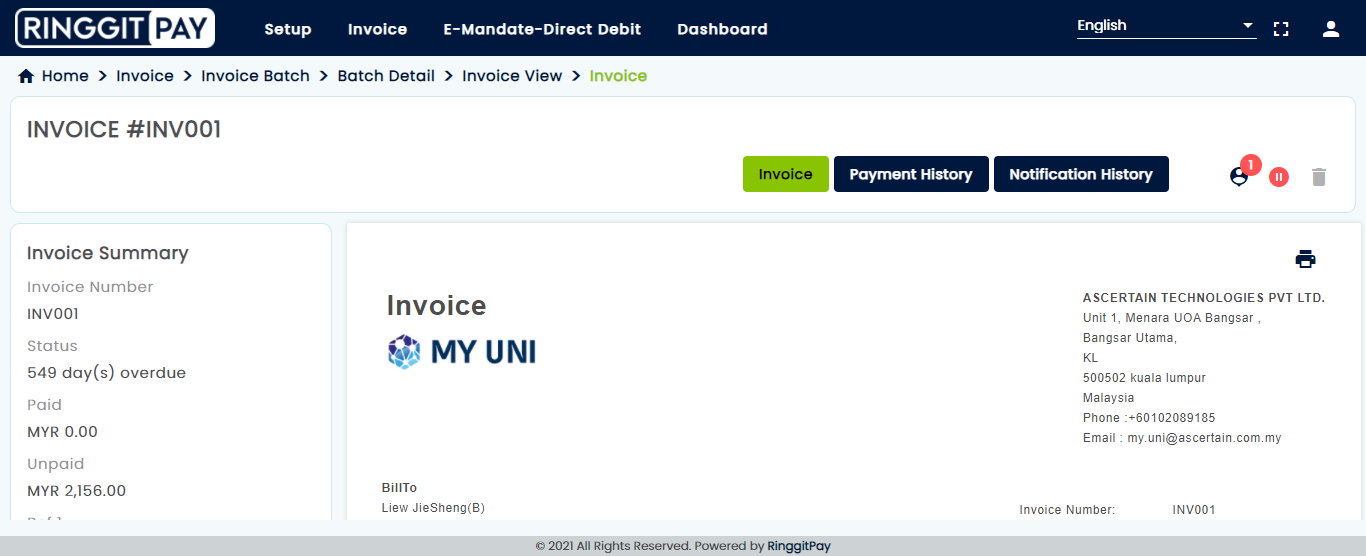 RINGGIT PAY Setup Invoice E-Mandate-Direct Debit Dashboard English
Home > Invoice > Invoice Batch > Batch Detail > Invoice View > Invoice
INVOICE #INV001
1
Invoice Payment History Notification History
Invoice Summary
Invoice Number
INV001
Status
549 day(s) overdue
Paid
MYR 0.00
Unpaid
MYR 2,156.00
Invoice
MY UNI
ASCERTAIN TECHNOLOGIES PVT LTD.
Unit 1, Menara UOA Bangsar ,
Bangsar Utama,
KL
500502 kuala lumpur
Malaysia
Phone :+60102089185
Email : my.uni@ascertain.com.my
BillTo
Liew JieSheng(B)
Invoice Number: INV001
© 2021 All Rights Reserved. Powered by RinggitPay